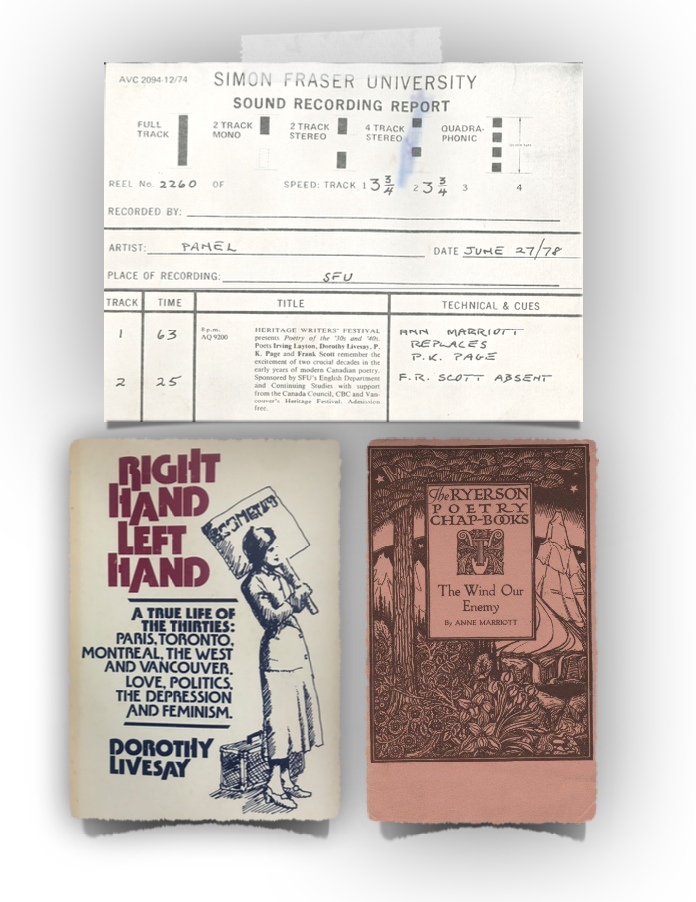 AVC 2094-12/74
SIMON FRASER UNIVERSITY
SOUND RECORDING REPORT
FULL TRACK
2 TRACK MONO
2 TRACK STEREO
4 TRACK STEREO
QUADRA-PHONIC
REEL No. 2260 OF SPEED: TRACK 1 3 3/4 2 3 3/4 3 4
RECORDED BY:
ARTIST: PANEL DATE JUNE 27/78
PLACE OF RECORDING: SFU
TRACK TIME TITLE TECHNICAL & CUES
1 63
2 25
8 p.m.
AQ 9200
HERITAGE WRITERS' FESTIVAL
presents Poetry of the '30s and '40s.
Poets Irving Layton, Dorothy Livesay, P.
K. Page and Frank Scott remember the
excitement of two crucial decades in the
early years of modern Canadian poetry.
Sponsored by SFU's English Department
and Continuing Studies with support
from the Canada Council, CBC and Van-
couver's Heritage Festival. Admission
free.
ANN MARRIOTT
REPLACES
P.K. PAGE
F.R. SCOTT ABSENT
RIGHT
HAND
LEFT
HAND
A TRUE LIFE OF
THE THIRTIES:
PARIS, TORONTO,
MONTREAL, THE WEST
AND VANCOUVER.
LOVE, POLITICS,
THE DEPRESSION
AND FEMINISM.
DOROTHY
LIVESAY
The RYERSON
POETRY
CHAP-BOOKS
The Wind Our
Enemy
By ANNE MARRIOTT